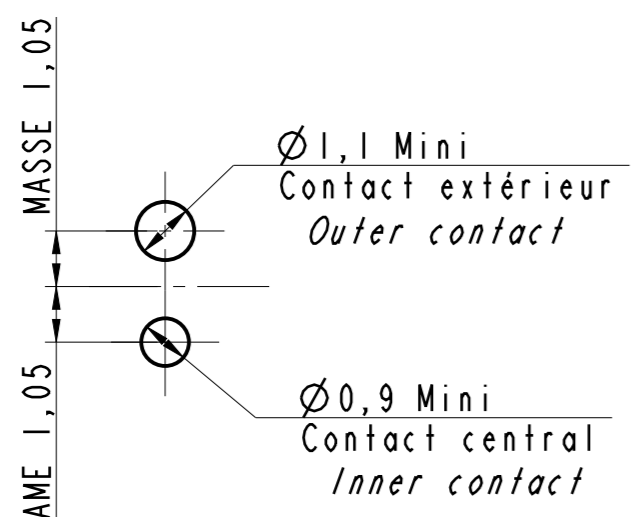 MASSE 1,05
Ø1,1 Mini
Contact extérieur
Outer contact
AME 1,05
Ø0,9 Mini
Contact central
Inner contact